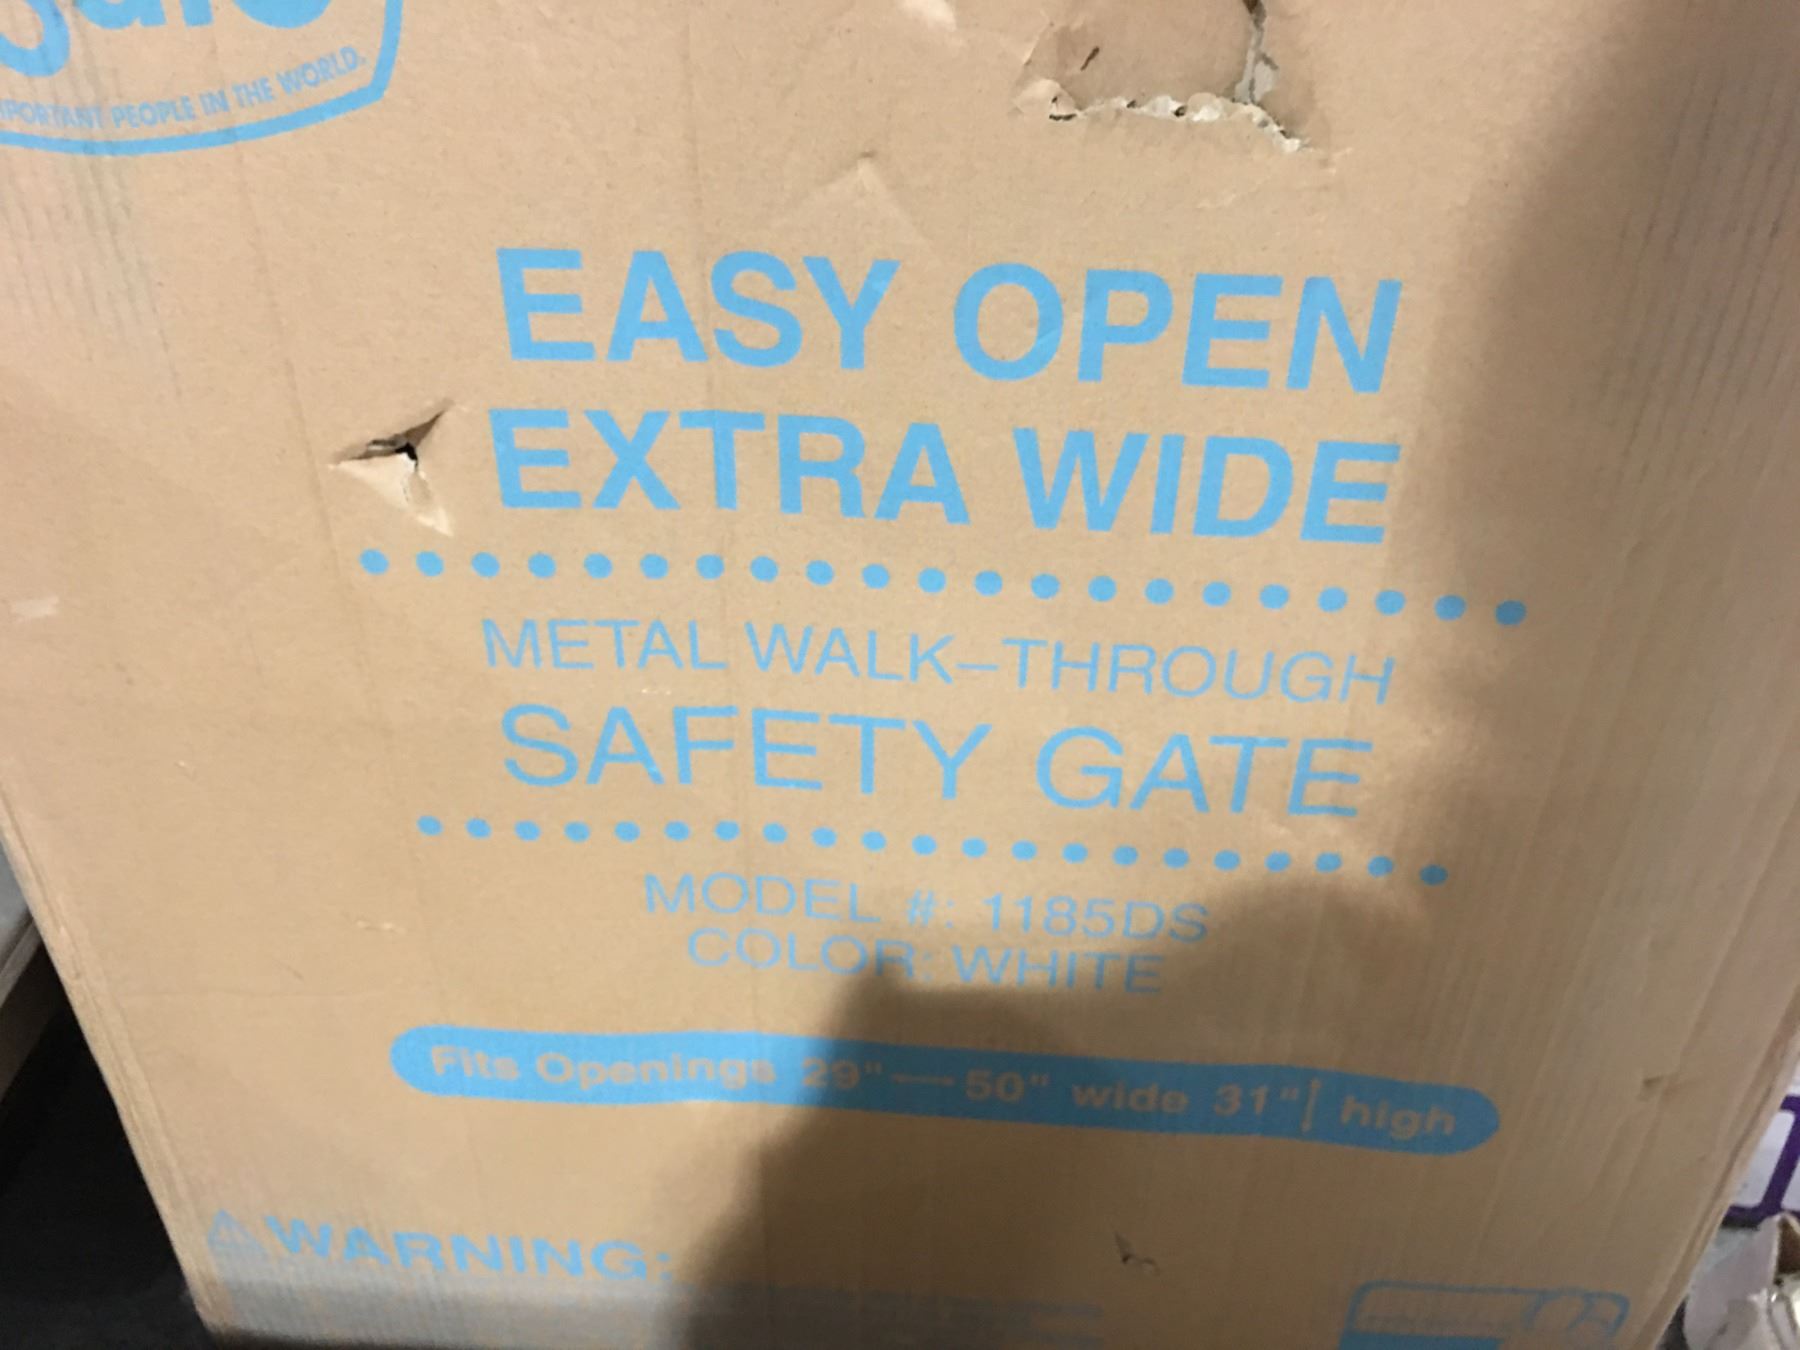 PEOPLE IN THE WORLD.
EASY OPEN
EXTRA WIDE
METAL WALK-THROUGH
SAFETY GATE
MODEL #: 1185DS
COLOR: WHITE
Fits Openings 29"—50" wide 31" high
WARNING: